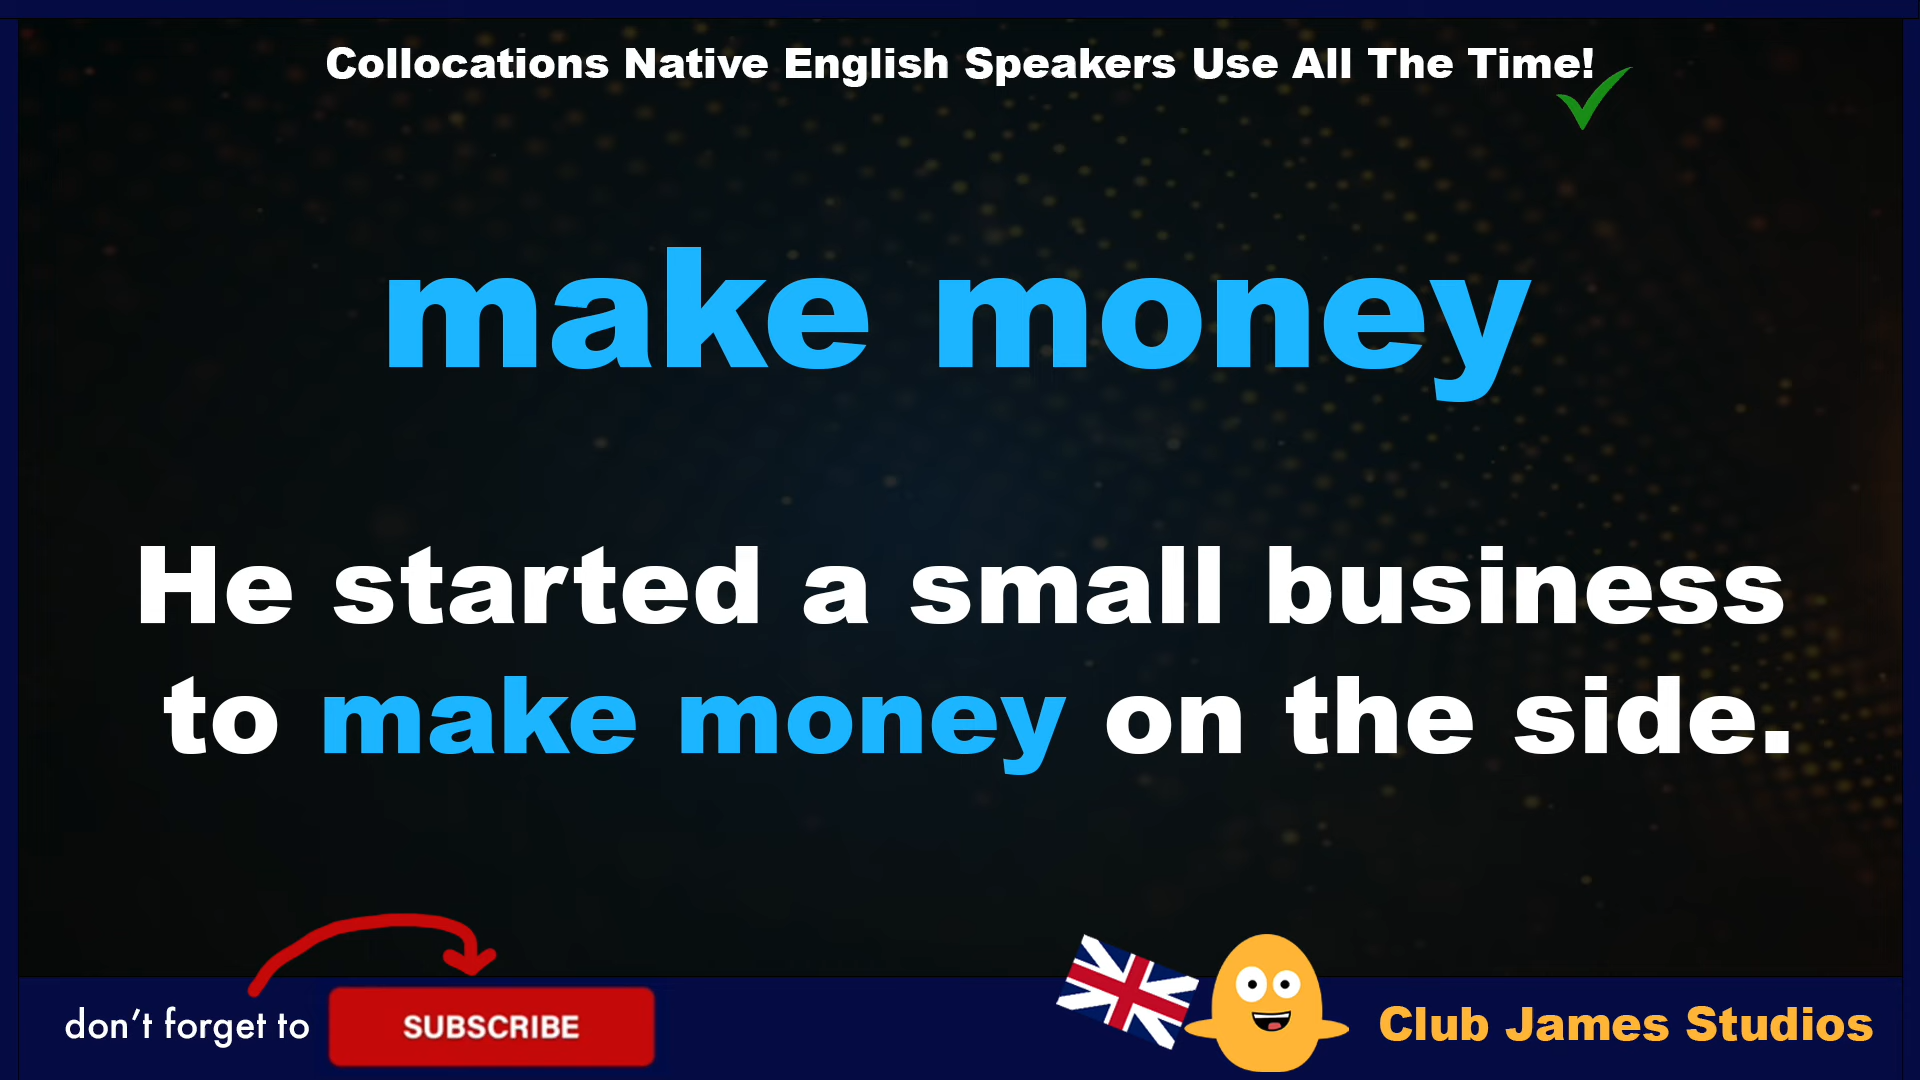 Collocations Native English Speakers Use All The Time!
make money
He started a small business
to make money on the side.
don't forget to SUBSCRIBE
Club James Studios